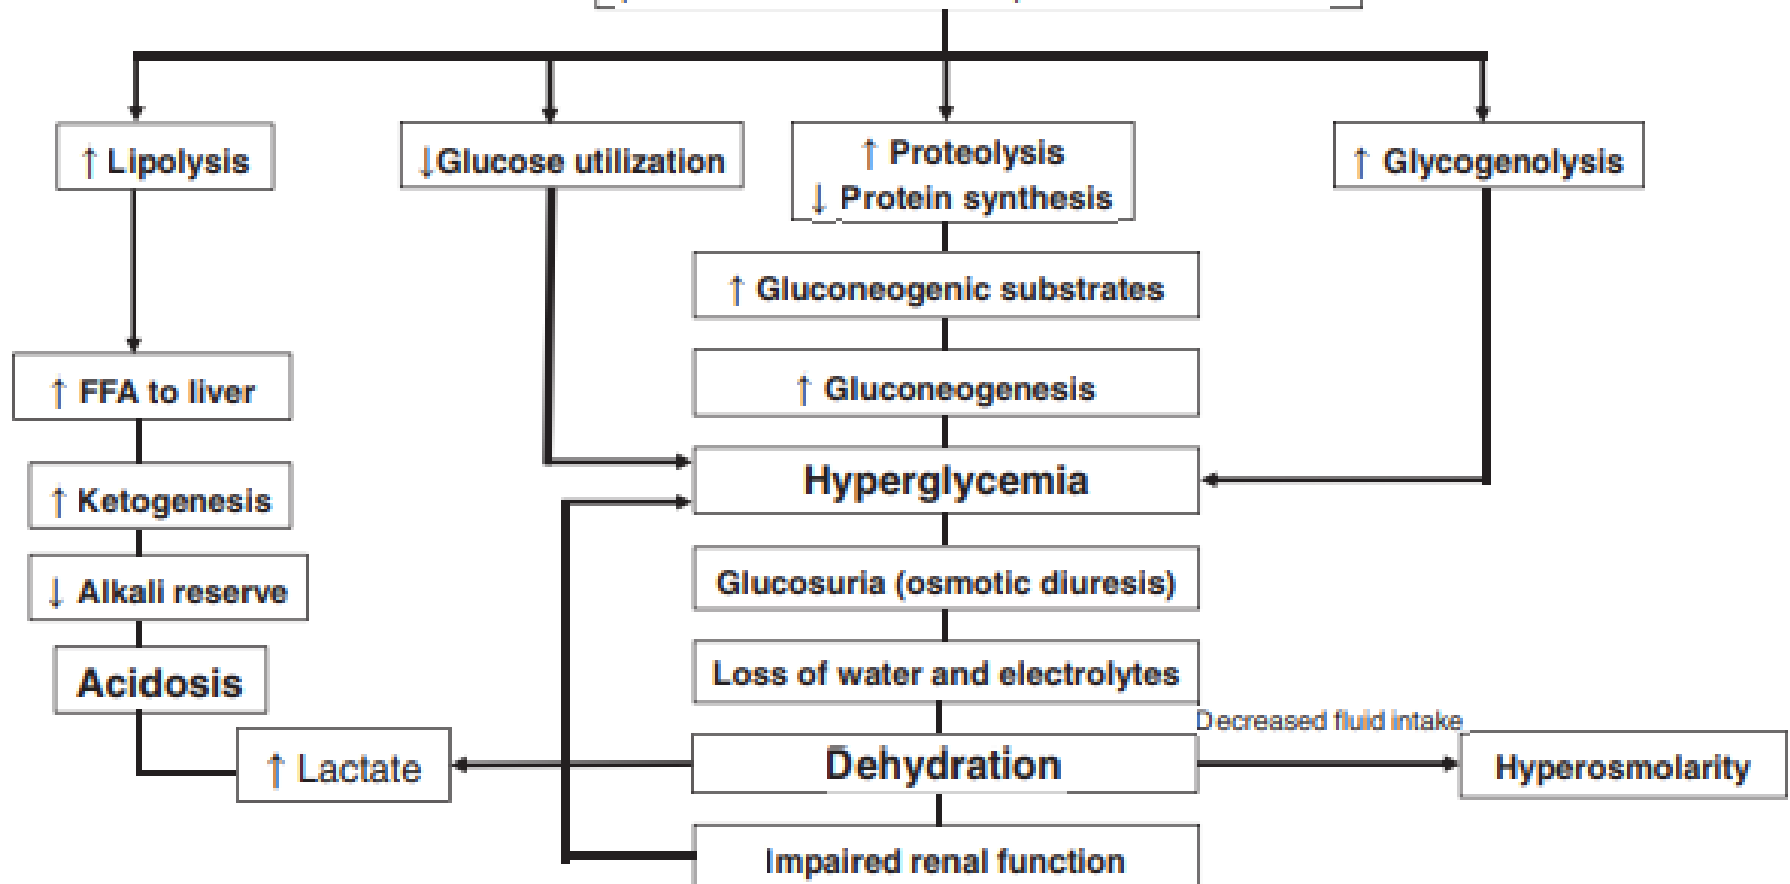 ↑ Lipolysis
↓Glucose utilization
↑ Proteolysis
↓ Protein synthesis
↑ Glycogenolysis
↑ Gluconeogenic substrates
↑ FFA to liver
↑ Gluconeogenesis
Hyperglycemia
↑ Ketogenesis
Glucosuria (osmotic diuresis)
↓ Alkali reserve
Loss of water and electrolytes
Acidosis
Decreased fluid intake
↑ Lactate
Dehydration
Hyperosmolarity
Impaired renal function